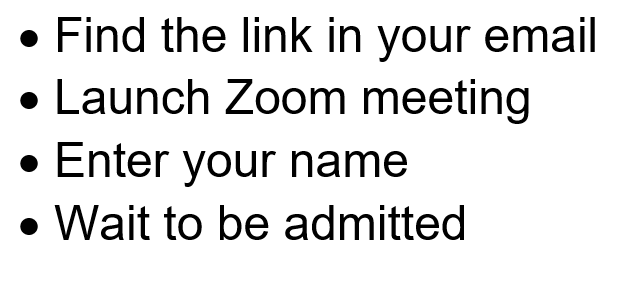 • Find the link in your email
• Launch Zoom meeting
• Enter your name
• Wait to be admitted